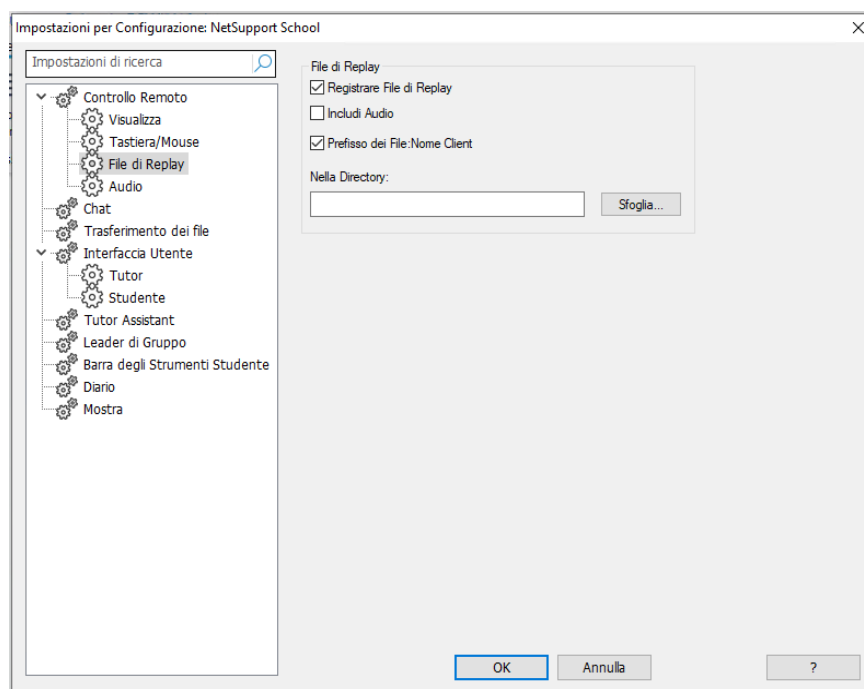 Impostazioni per Configurazione: NetSupport School
Impostazioni di ricerca
Controllo Remoto
Visualizza
Tastiera/Mouse
File di Replay
Audio
Chat
Trasferimento dei file
Interfaccia Utente
Tutor
Studente
Tutor Assistant
Leader di Gruppo
Barra degli Strumenti Studente
Diario
Mostra
File di Replay
Registrare File di Replay
Includi Audio
Prefisso dei File:Nome Client
Nella Directory:
Sfoglia...
OK
Annulla
?